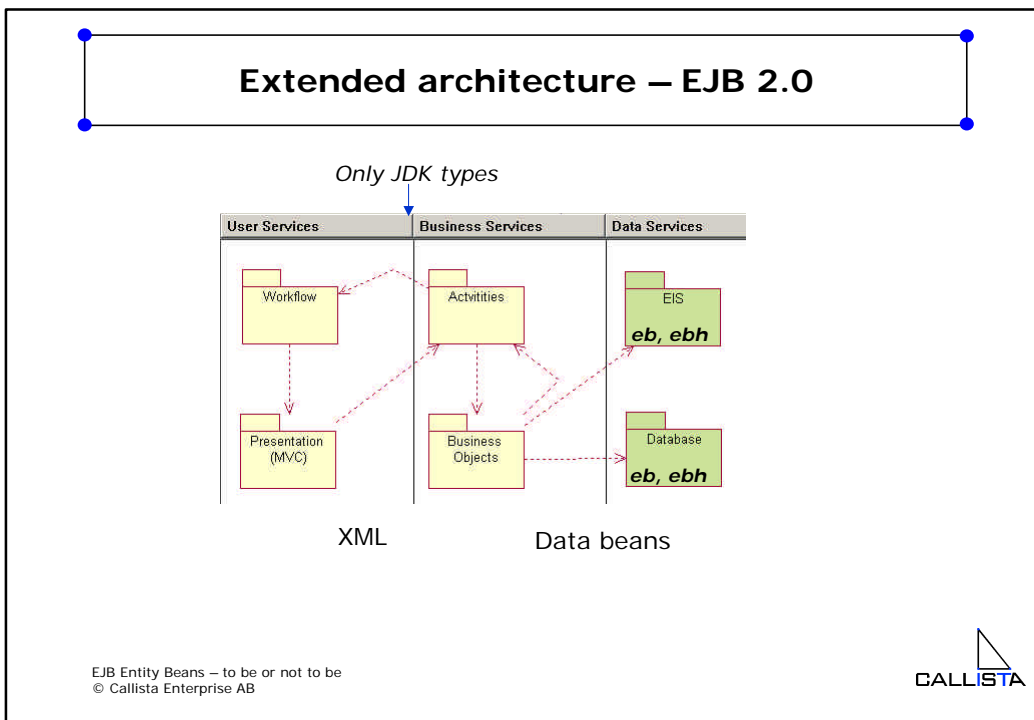 Extended architecture – EJB 2.0
Only JDK types
User Services
Business Services
Data Services
Workflow
Actvitities
EIS
eb, ebh
Presentation
(MVC)
Business
Objects
Database
eb, ebh
XML
Data beans
EJB Entity Beans – to be or not to be
© Callista Enterprise AB
CALLISTA